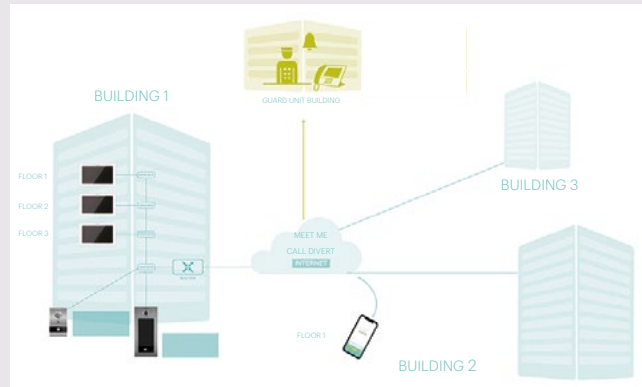 GUARD UNIT BUILDING
BUILDING 1
FLOOR 1
FLOOR 2
FLOOR 3
BUILDING 3
MEET ME
CALL DIVERT
INTERNET
FLOOR 1
BUILDING 2